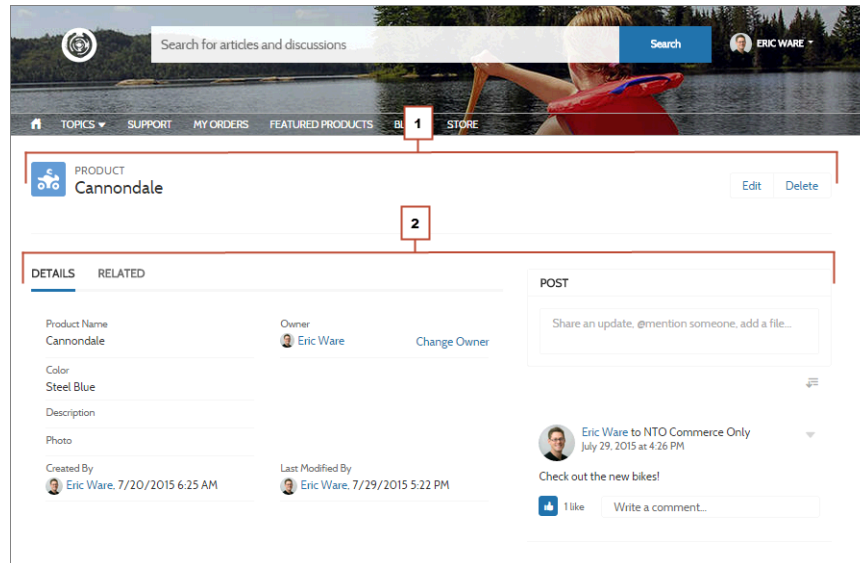 Search for articles and discussions
Search
ERIC WARE
TOPICS SUPPORT MY ORDERS FEATURED PRODUCTS STORE
1
PRODUCT
Cannondale
Edit Delete
2
DETAILS RELATED
Product Name
Cannondale
Owner
Eric Ware Change Owner
Color
Steel Blue
Description
Photo
Created By
Eric Ware, 7/20/2015 6:25 AM
Last Modified By
Eric Ware, 7/29/2015 5:22 PM
POST
Share an update, @mention someone, add a file...
Eric Ware to NTO Commerce Only
July 29, 2015 at 4:26 PM
Check out the new bikes!
1 like Write a comment...